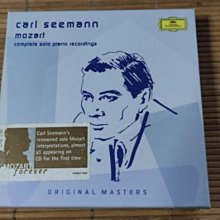 carl seemann
mozart
complete solo piano recordings
Carl Seemann's
renowned solo Mozart
interpretations, almost
all appearing on
CD for the first time
MOZART
forever
ORIGINAL MASTERS